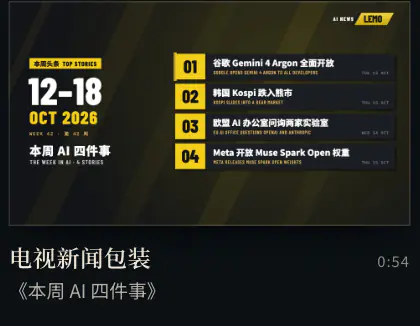 AI NEWS LEMO
本周头条 TOP STORIES
12–18
OCT 2026
WEEK 42 · 第 42 周
本周 AI 四件事
THE WEEK IN AI · 4 STORIES
01
谷歌 Gemini 4 Argon 全面开放
GOOGLE OPENS GEMINI 4 ARGON TO ALL DEVELOPERS
02
韩国 Kospi 跌入熊市
KOSPI SLIDES INTO A BEAR MARKET
03
欧盟 AI 办公室问询两家实验室
EU AI OFFICE QUESTIONS OPENAI AND ANTHROPIC
04
Meta 开放 Muse Spark Open 权重
META RELEASES MUSE SPARK OPEN WEIGHTS
电视新闻包装
0:54
《本周 AI 四件事》